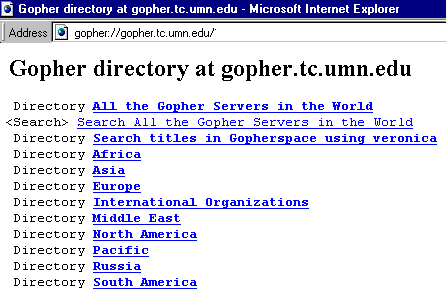 Gopher directory at gopher.tc.umn.edu - Microsoft Internet Explorer
Address gopher://gopher.tc.umn.edu/
Gopher directory at gopher.tc.umn.edu
Directory All the Gopher Servers in the World
<Search> Search All the Gopher Servers in the World
Directory Search titles in Gopherspace using veronica
Directory Africa
Directory Asia
Directory Europe
Directory International Organizations
Directory Middle East
Directory North America
Directory Pacific
Directory Russia
Directory South America